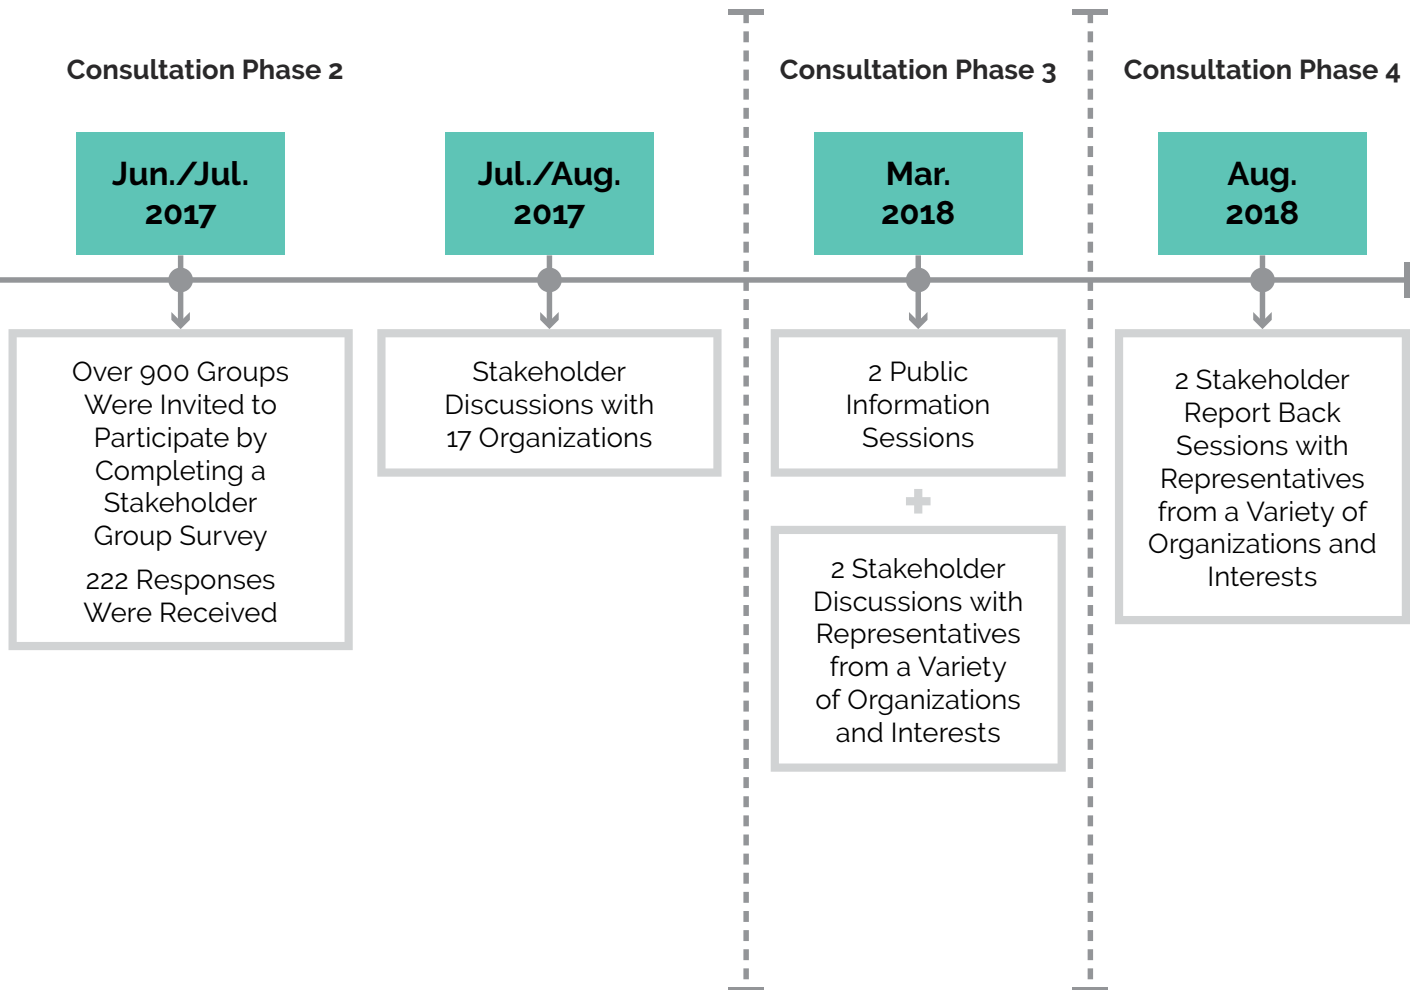 Consultation Phase 2
Jun./Jul.
2017
Over 900 Groups
Were Invited to
Participate by
Completing a
Stakeholder
Group Survey
222 Responses
Were Received
Jul./Aug.
2017
Stakeholder
Discussions with
17 Organizations
Consultation Phase 3
Mar.
2018
2 Public
Information
Sessions
+
2 Stakeholder
Discussions with
Representatives
from a Variety
of Organizations
and Interests
Consultation Phase 4
Aug.
2018
2 Stakeholder
Report Back
Sessions with
Representatives
from a Variety of
Organizations and
Interests